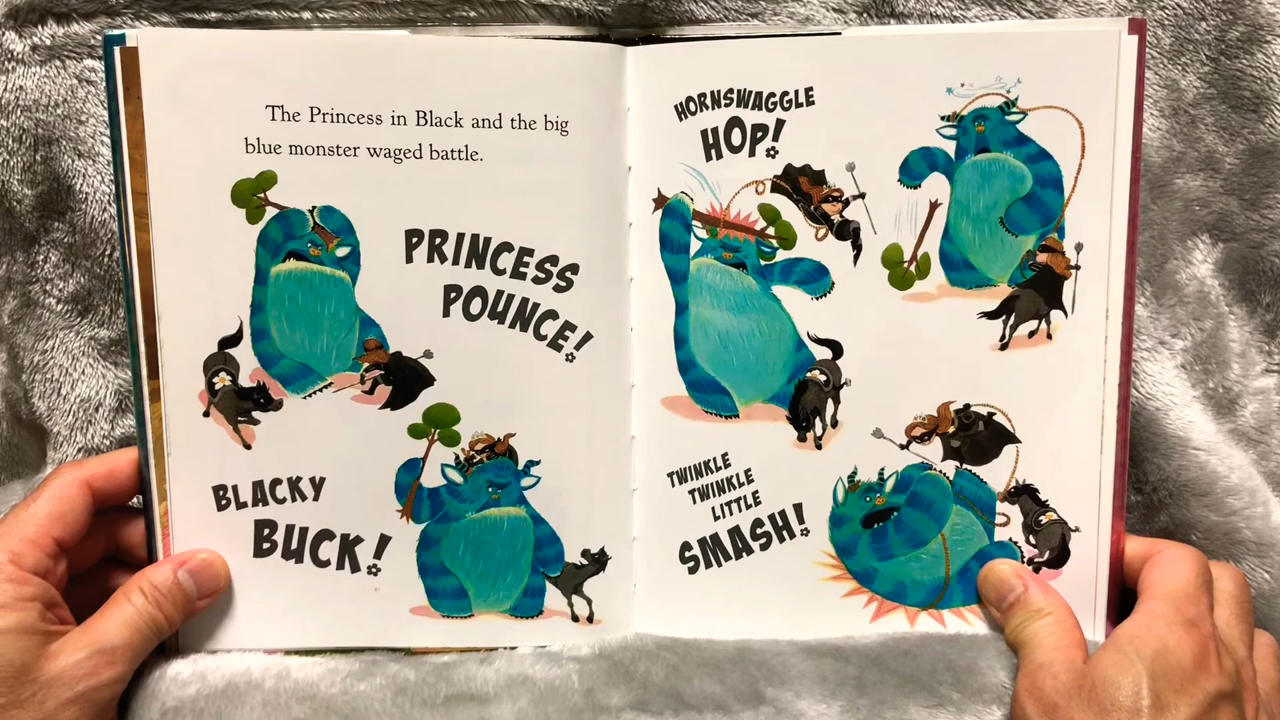 The Princess in Black and the big
blue monster waged battle.
PRINCESS
POUNCE!
BLACKY
BUCK!
HORNSWAGGLE
HOP!
TWINKLE
TWINKLE
LITTLE
SMASH!